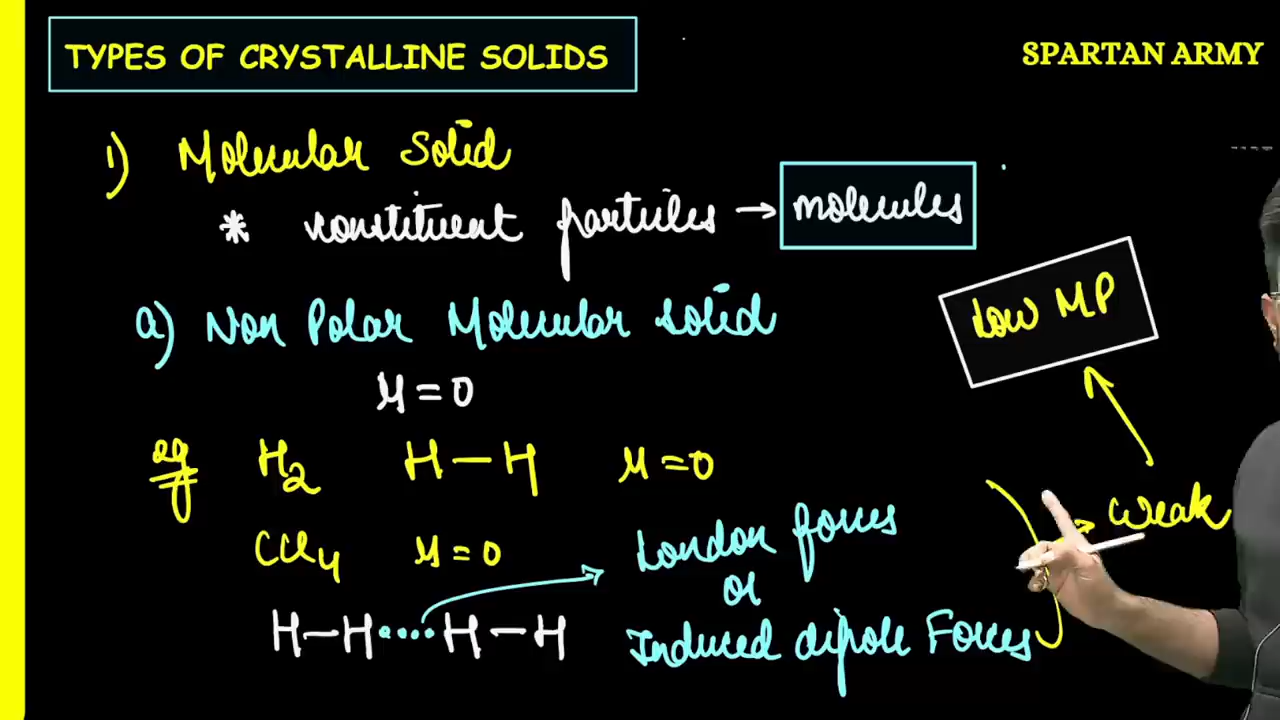 TYPES OF CRYSTALLINE SOLIDS
SPARTAN ARMY
1) Molecular Solid
* constituent particles → molecules
a) Non Polar Molecular solid
μ = 0
Low MP
eg H2 H — H μ = 0
CCl4 μ = 0
London forces
or
Induced dipole Forces
weak
H—H....H—H